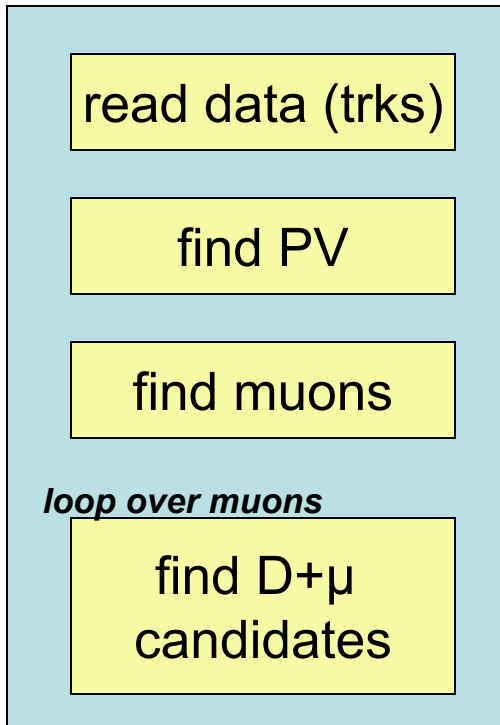 read data (trks)
find PV
find muons
loop over muons
find D+μ
candidates